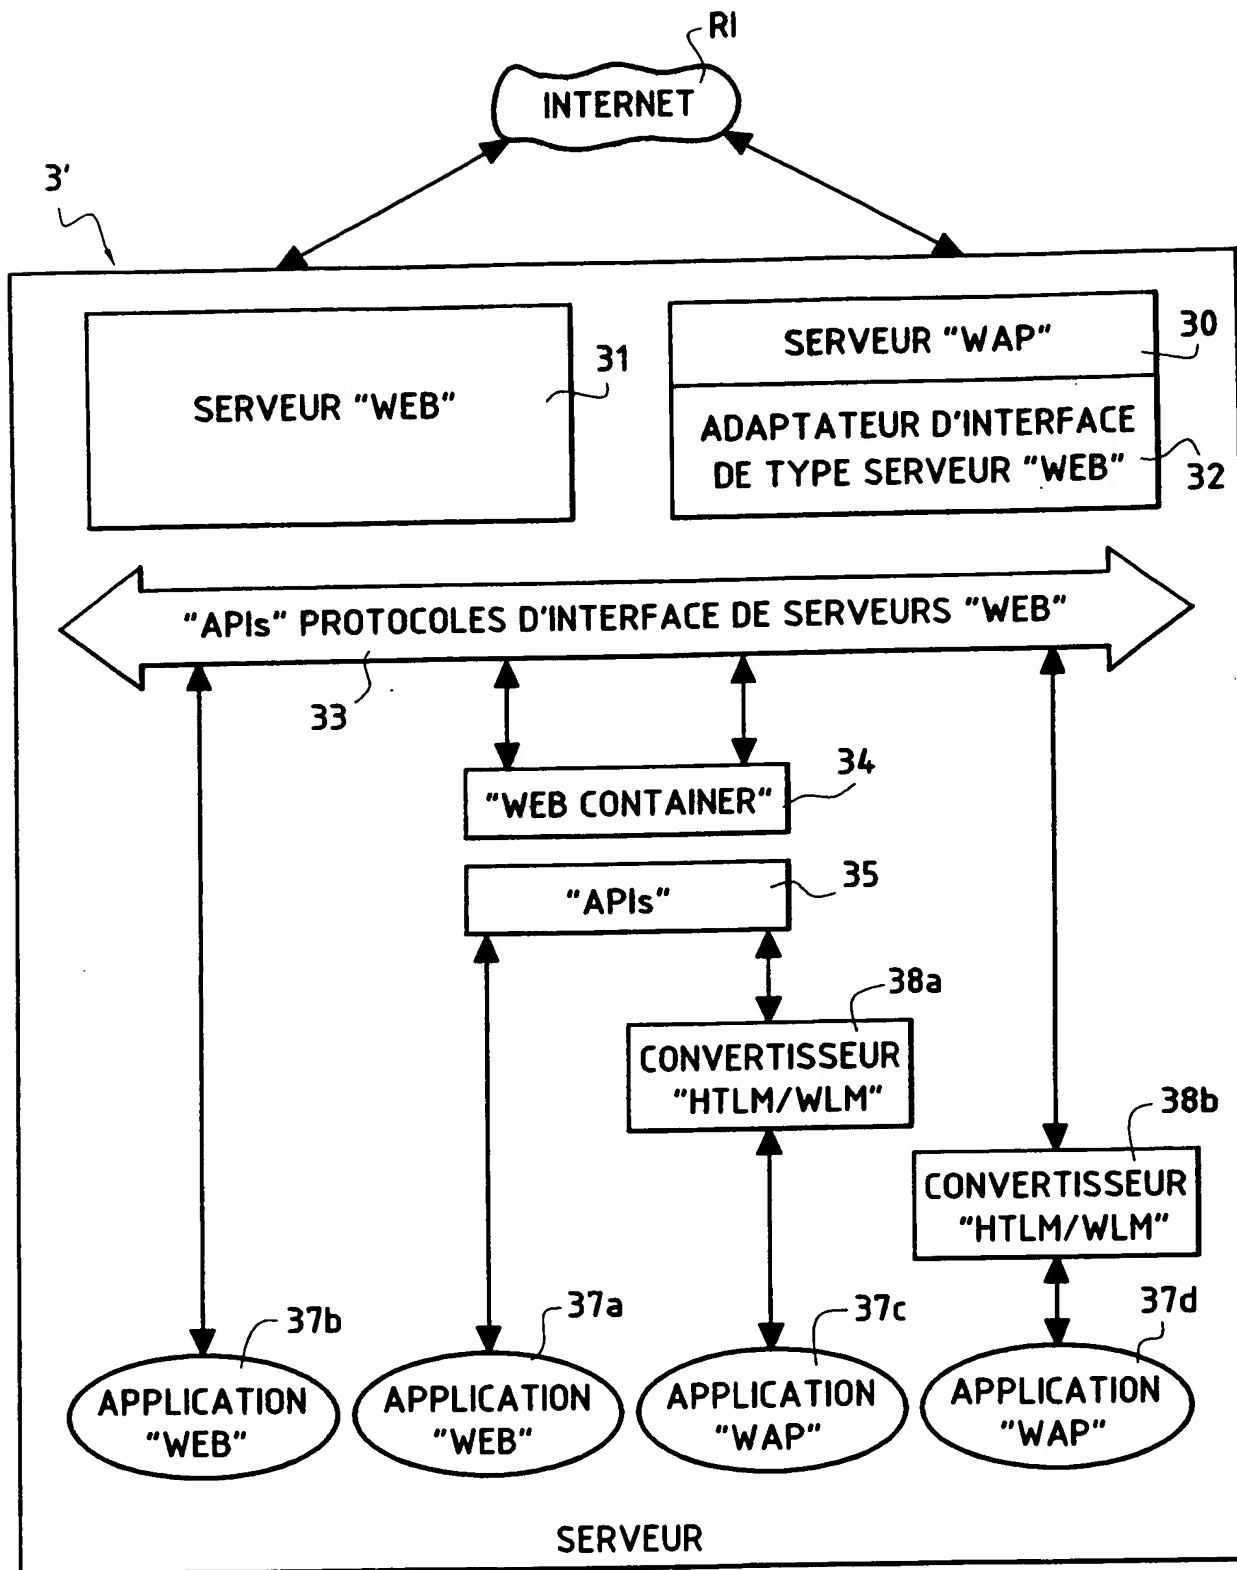 RI
INTERNET
3'
SERVEUR "WEB"
31
SERVEUR "WAP"
30
ADAPTATEUR D'INTERFACE
DE TYPE SERVEUR "WEB"
32
"APIs" PROTOCOLES D'INTERFACE DE SERVEURS "WEB"
33
"WEB CONTAINER"
34
"APIs"
35
38a
CONVERTISSEUR
"HTLM/WLM"
38b
CONVERTISSEUR
"HTLM/WLM"
37b
37a
37c
37d
APPLICATION
"WEB"
APPLICATION
"WEB"
APPLICATION
"WAP"
APPLICATION
"WAP"
SERVEUR